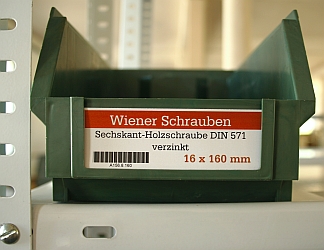 Wiener Schrauben
Sechskant-Holzschraube DIN 571
verzinkt
16 x 160 mm